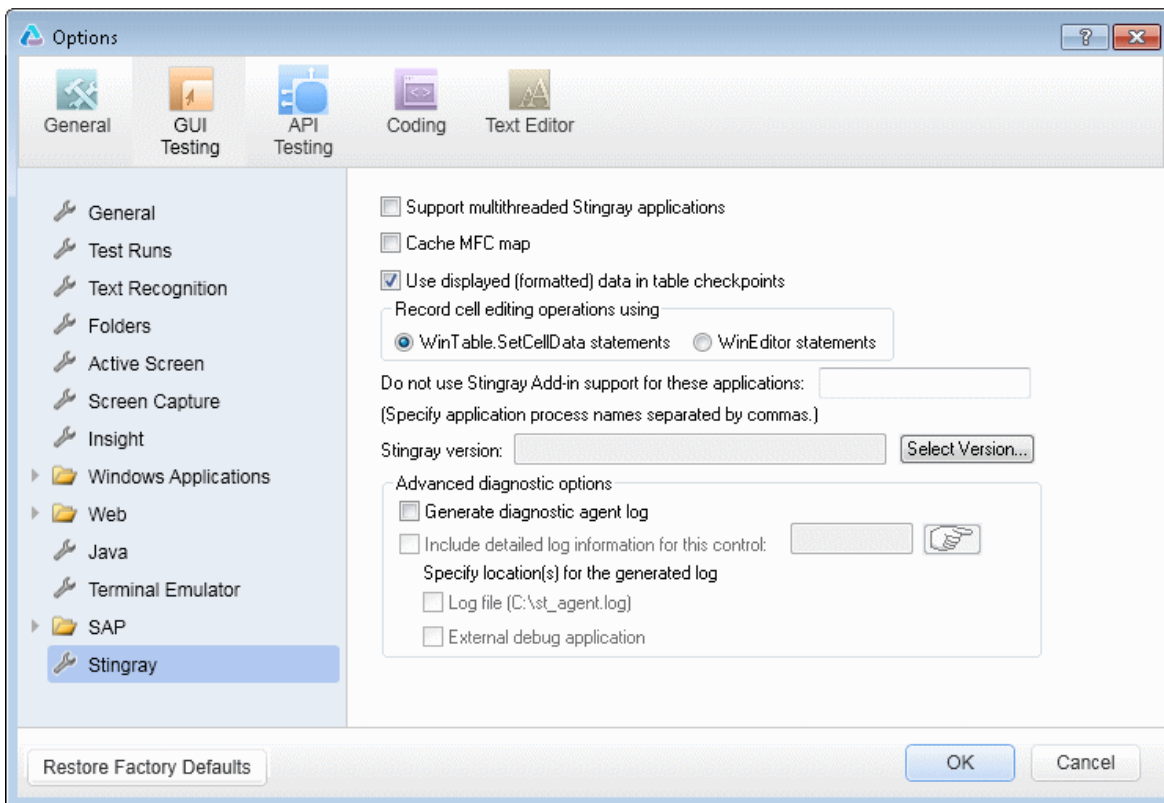 Options
?
General
GUI
Testing
API
Testing
Coding
Text Editor
General
Test Runs
Text Recognition
Folders
Active Screen
Screen Capture
Insight
Windows Applications
Web
Java
Terminal Emulator
SAP
Stingray
Support multithreaded Stingray applications
Cache MFC map
Use displayed (formatted) data in table checkpoints
Record cell editing operations using
WinTable.SetCellData statements
WinEditor statements
Do not use Stingray Add-in support for these applications:
(Specify application process names separated by commas.)
Stingray version:
Select Version...
Advanced diagnostic options
Generate diagnostic agent log
Include detailed log information for this control:
Specify location(s) for the generated log
Log file (C:\st_agent.log)
External debug application
Restore Factory Defaults
OK
Cancel